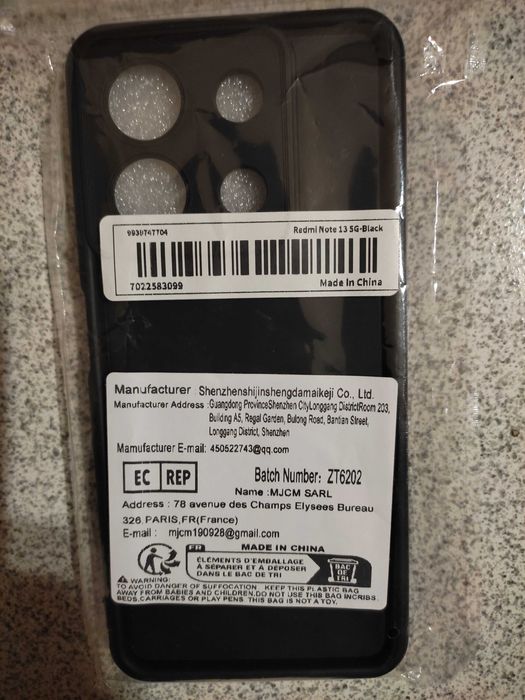 9939747704 Redmi Note 13 5G-Black
7022583099 Made In China
Manufacturer Shenzhenshijinshengdamaikeji Co., Ltd.
Manufacturer Address :Guangdong ProvinceShenzhen CityLonggang DistrictRoom 203,
Building A5, Regal Garden, Bulong Road, Bantian Street,
Longgang District, Shenzhen
Manufacturer E-mail: 450522743@qq.com
EC REP Batch Number: ZT6202
Name :MJCM SARL
Address : 78 avenue des Champs Elysees Bureau
326,PARIS,FR(France)
E-mail : mjcm190928@gmail.com
FR MADE IN CHINA
ÉLÉMENTS D'EMBALLAGE
À SÉPARER ET À DÉPOSER
DANS LE BAC DE TRI
BAC
DE
TRI
WARNING:
TO AVOID DANGER OF SUFFOCATION KEEP THIS PLASTIC BAG
AWAY FROM BABIES AND CHILDREN.DO NOT USE THIB BAG INCRIBS
BEDS,CARRIAGES OR PLAY PENS. THIS BAG IS NOT A TOY.